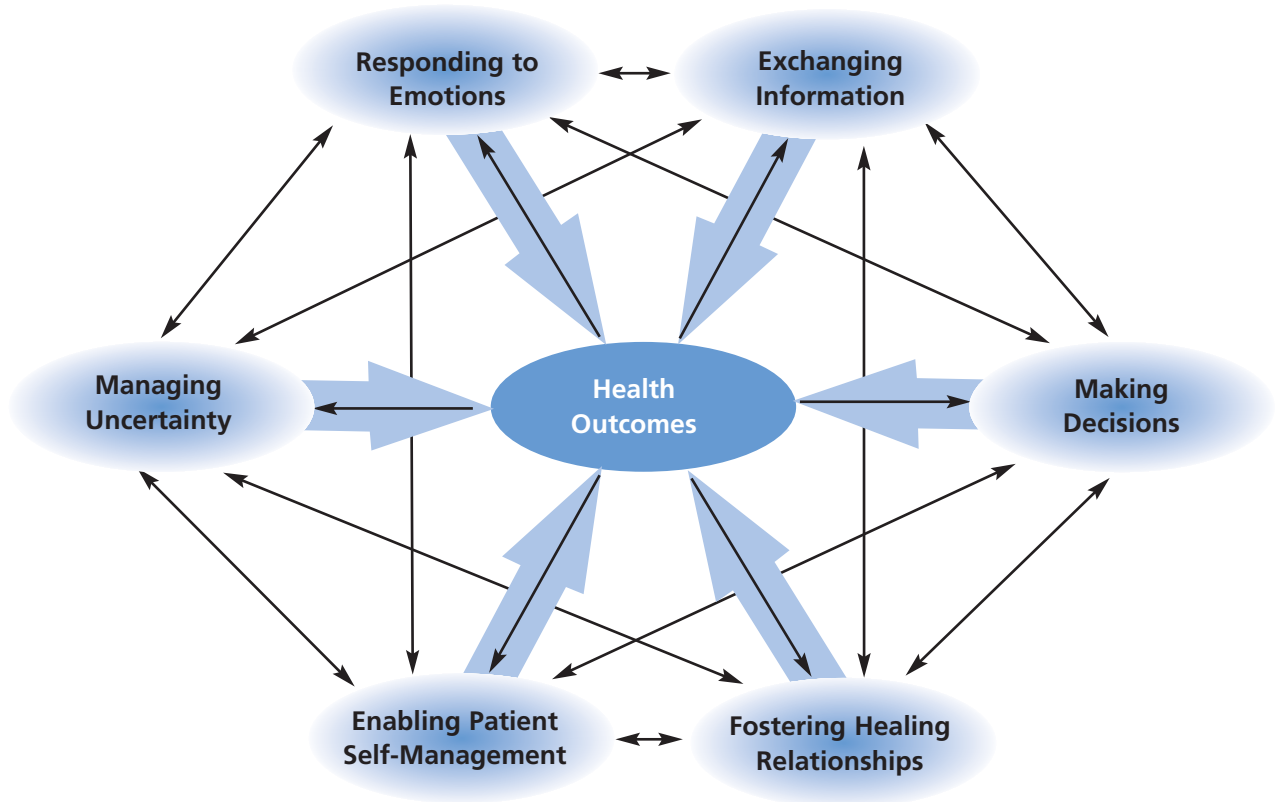 Responding to
Emotions
Exchanging
Information
Managing
Uncertainty
Health
Outcomes
Making
Decisions
Enabling Patient
Self-Management
Fostering Healing
Relationships